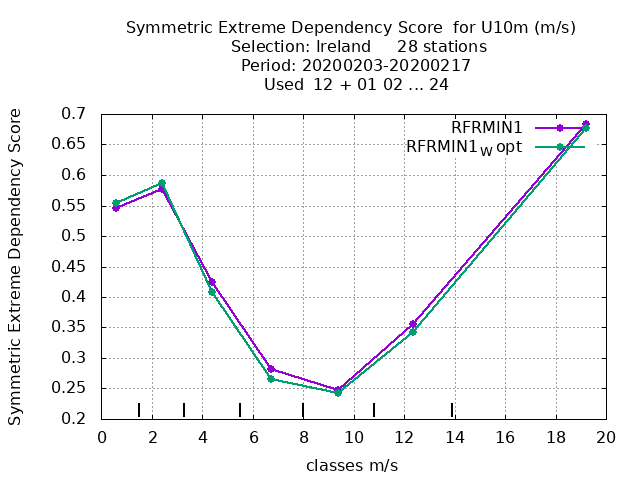 Symmetric Extreme Dependency Score for U10m (m/s)
Selection: Ireland 28 stations
Period: 20200203-20200217
Used 12 + 01 02 ... 24
Symmetric Extreme Dependency Score
0.7
0.65
0.6
0.55
0.5
0.45
0.4
0.35
0.3
0.25
0.2
RFRMIN1
RFRMIN1W opt
0 2 4 6 8 10 12 14 16 18 20
classes m/s